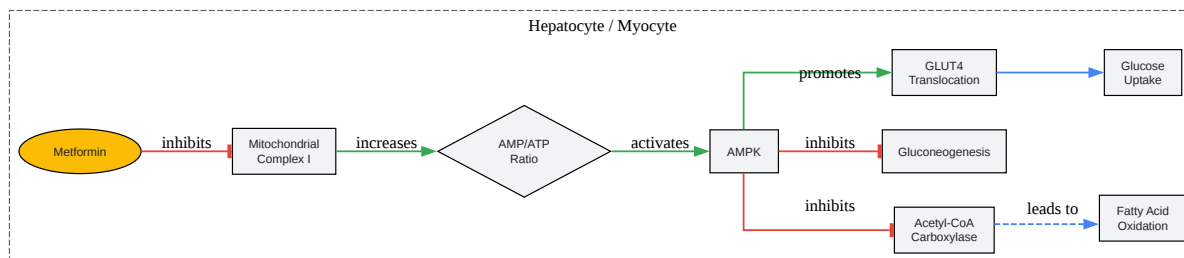 Hepatocyte / Myocyte
Metformin
inhibits
Mitochondrial
Complex I
increases
AMP/ATP
Ratio
activates
AMPK
promotes
GLUT4
Translocation
Glucose
Uptake
inhibits
Gluconeogenesis
inhibits
Acetyl-CoA
Carboxylase
leads to
Fatty Acid
Oxidation